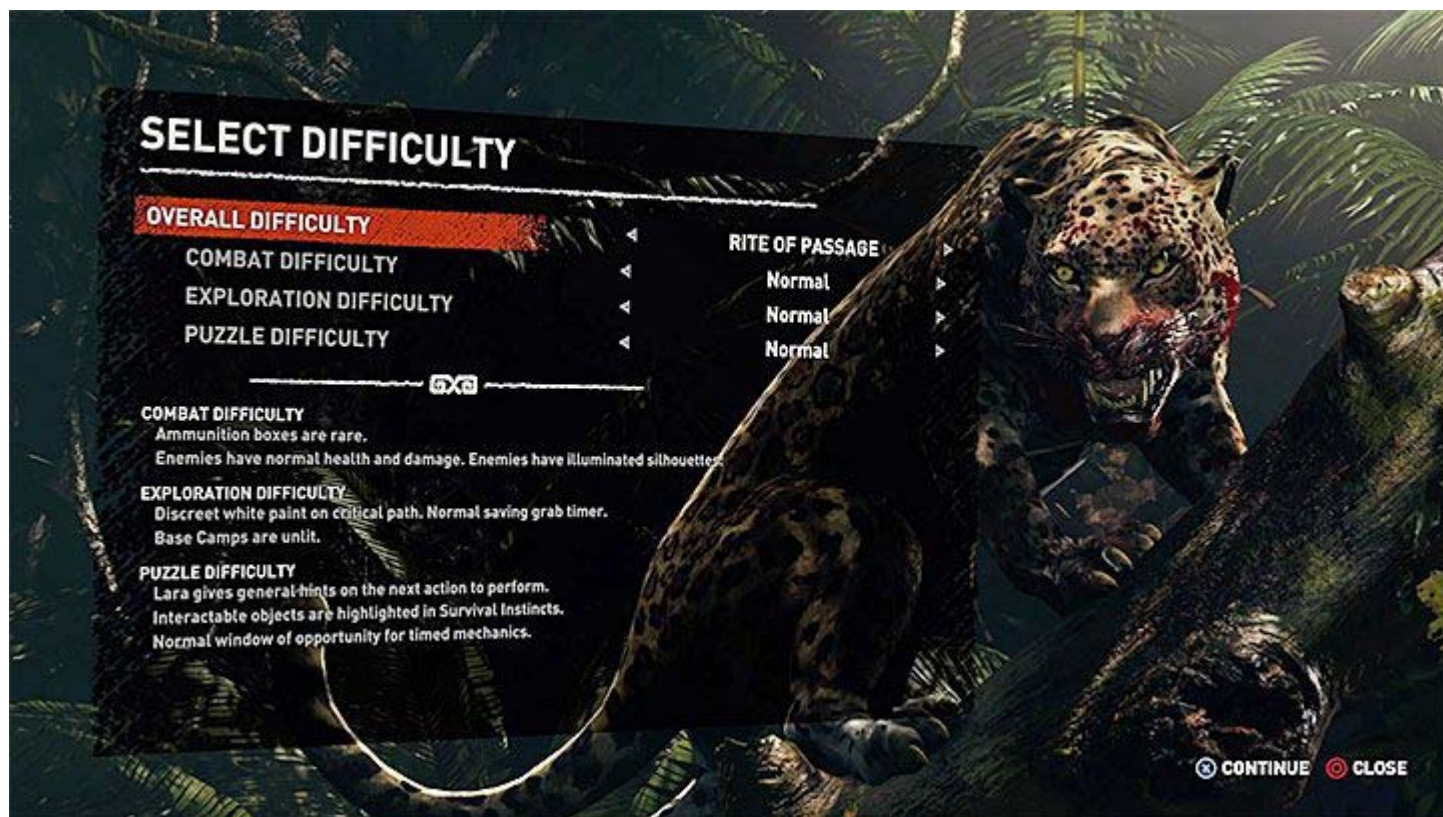 SELECT DIFFICULTY
OVERALL DIFFICULTY RITE OF PASSAGE
COMBAT DIFFICULTY Normal
EXPLORATION DIFFICULTY Normal
PUZZLE DIFFICULTY Normal
COMBAT DIFFICULTY
Ammunition boxes are rare.
Enemies have normal health and damage. Enemies have illuminated silhouettes.
EXPLORATION DIFFICULTY
Discreet white paint on critical path. Normal saving grab timer.
Base Camps are unlit.
PUZZLE DIFFICULTY
Lara gives general hints on the next action to perform.
Interactable objects are highlighted in Survival Instincts.
Normal window of opportunity for timed mechanics.
CONTINUE CLOSE